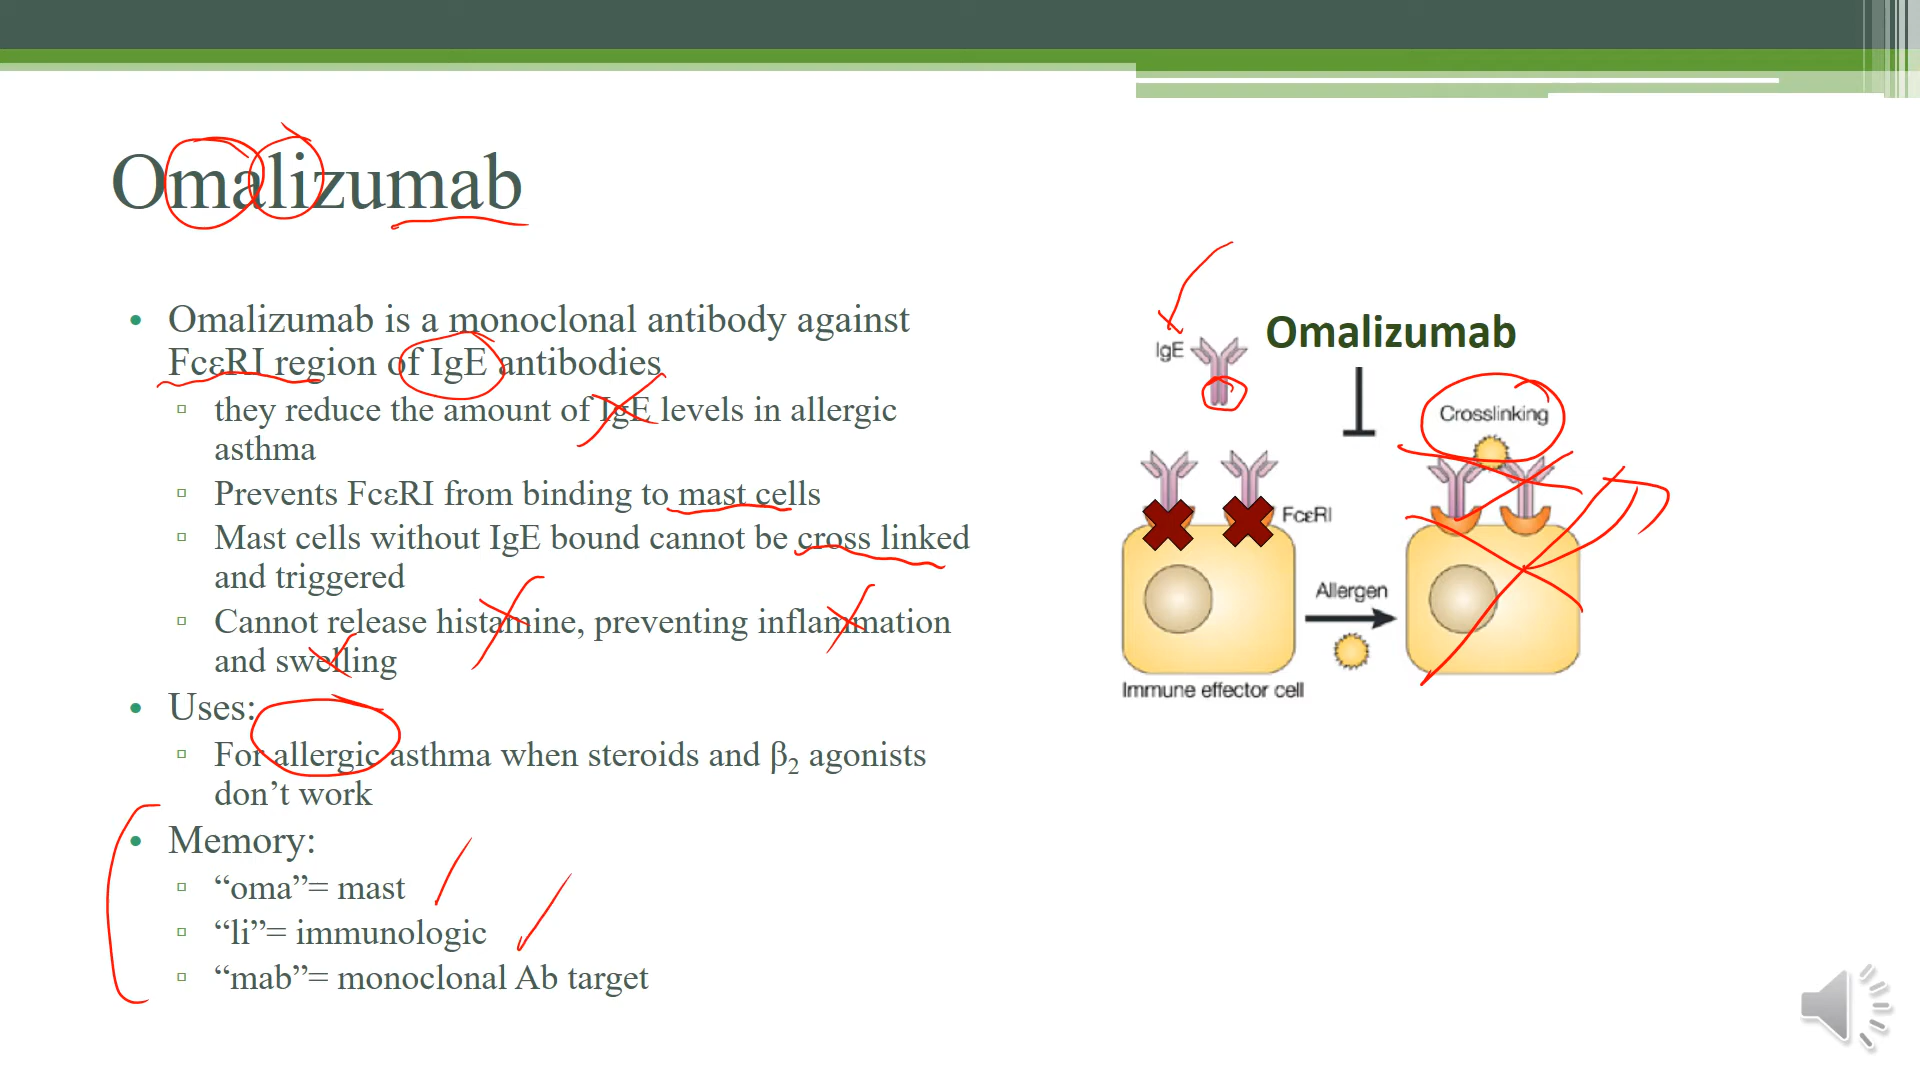 Omalizumab
• Omalizumab is a monoclonal antibody against
FcεRI region of IgE antibodies
▫ they reduce the amount of IgE levels in allergic
asthma
▫ Prevents FcεRI from binding to mast cells
▫ Mast cells without IgE bound cannot be cross linked
and triggered
▫ Cannot release histamine, preventing inflammation
and swelling
• Uses:
▫ For allergic asthma when steroids and β₂ agonists
don’t work
• Memory:
▫ “oma”= mast
▫ “li”= immunologic
▫ “mab”= monoclonal Ab target
Omalizumab
IgE
Crosslinking
FcεRI
Allergen
Immune effector cell